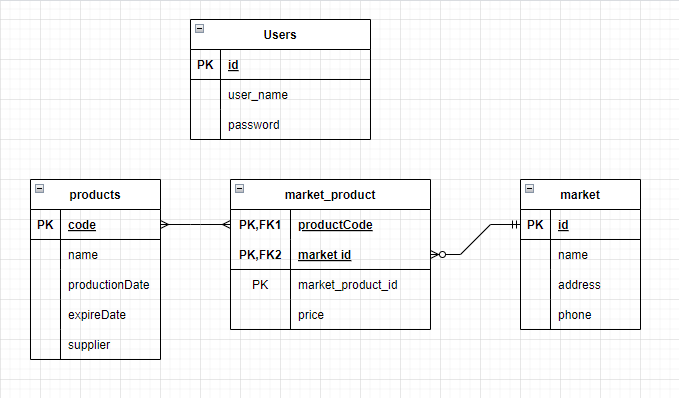 Users
PK id
user_name
password
products
PK code
name
productionDate
expireDate
supplier
market_product
PK,FK1 productCode
PK,FK2 market id
PK market_product_id
price
market
PK id
name
address
phone